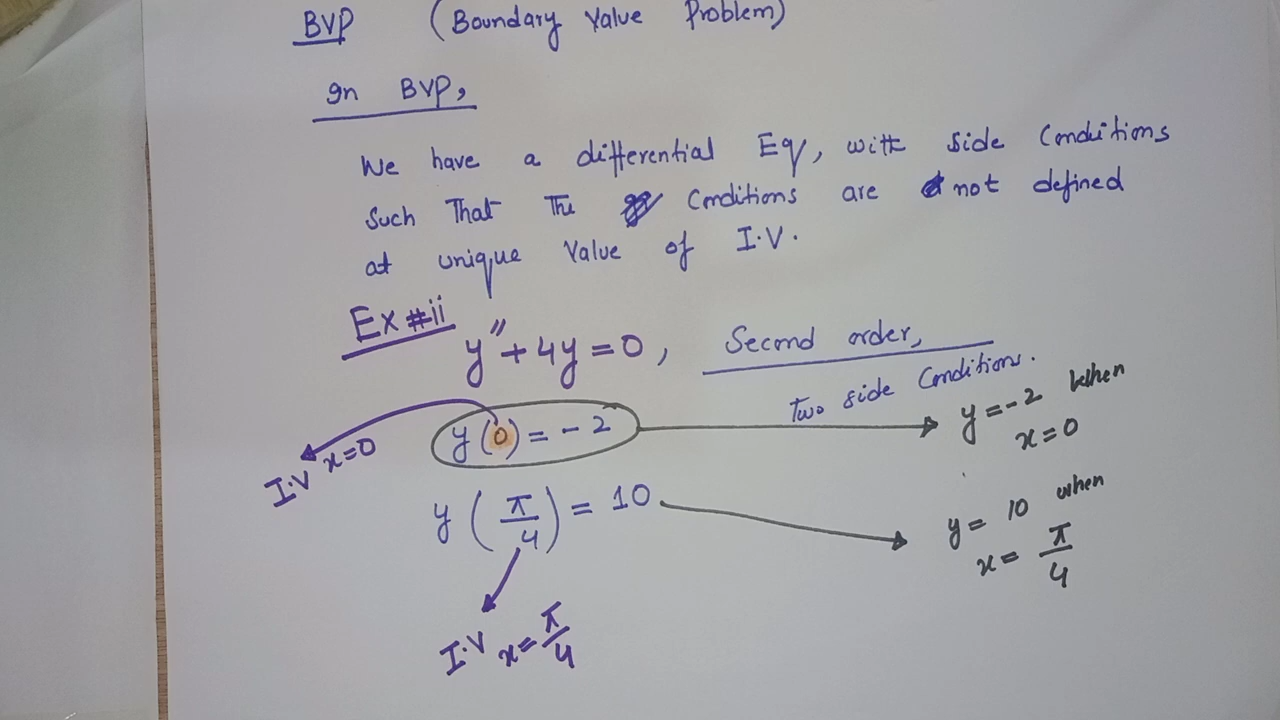 BVP (Boundary Value Problem)
In BVP,
We have a differential Eq, with side Conditions
Such That The Conditions are not defined
at unique Value of I.V.
Ex #ii
y" + 4y = 0, Second order,
Two side Conditions.
y(0) = -2
y = -2 when
x = 0
I.V x = 0
y(π/4) = 10
y = 10 when
x = π/4
I.V x = π/4